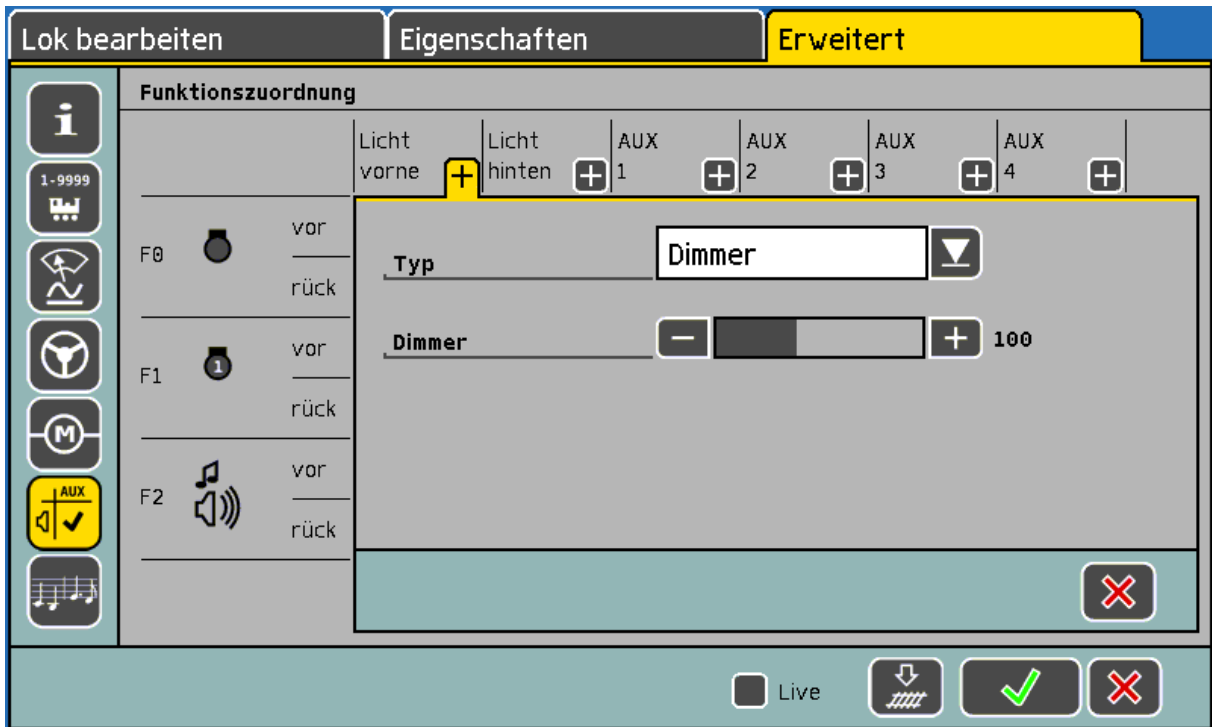 Lok bearbeiten
Eigenschaften
Erweitert
Funktionszuordnung
Licht vorne
Licht hinten
AUX 1
AUX 2
AUX 3
AUX 4
1-9999
F0
vor
rück
F1
1
vor
rück
F2
vor
rück
Typ
Dimmer
Dimmer
100
M
AUX
Live